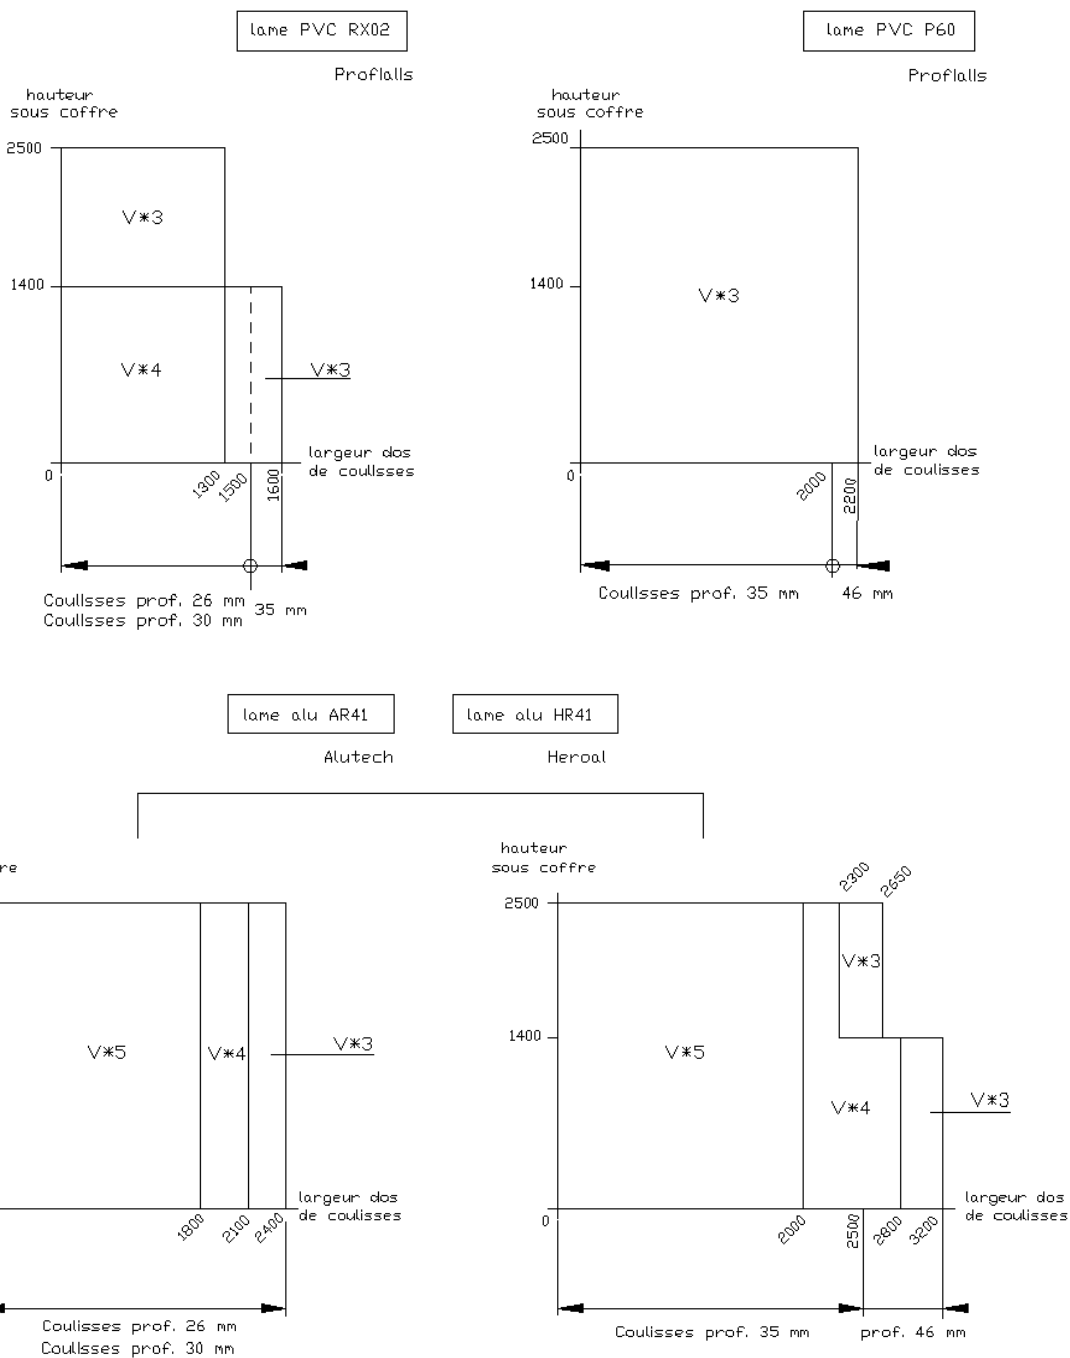 lame PVC RX02
Profialis
hauteur
sous coffre
2500
V*3
1400
V*4
V*3
largeur dos
de coulisses
0
1300
1500
1600
Coulisses prof. 26 mm
Coulisses prof. 30 mm
35 mm
lame PVC P60
Profialis
hauteur
sous coffre
2500
1400
V*3
largeur dos
de coulisses
0
2000
2200
Coulisses prof. 35 mm
46 mm
lame alu AR41
lame alu HR41
Alutech
Heroal
re
V*5
V*4
V*3
largeur dos
de coulisses
1800
2100
2400
Coulisses prof. 26 mm
Coulisses prof. 30 mm
hauteur
sous coffre
2300
2650
2500
V*3
1400
V*5
V*4
V*3
largeur dos
de coulisses
0
2000
2500
2800
3200
Coulisses prof. 35 mm
prof. 46 mm